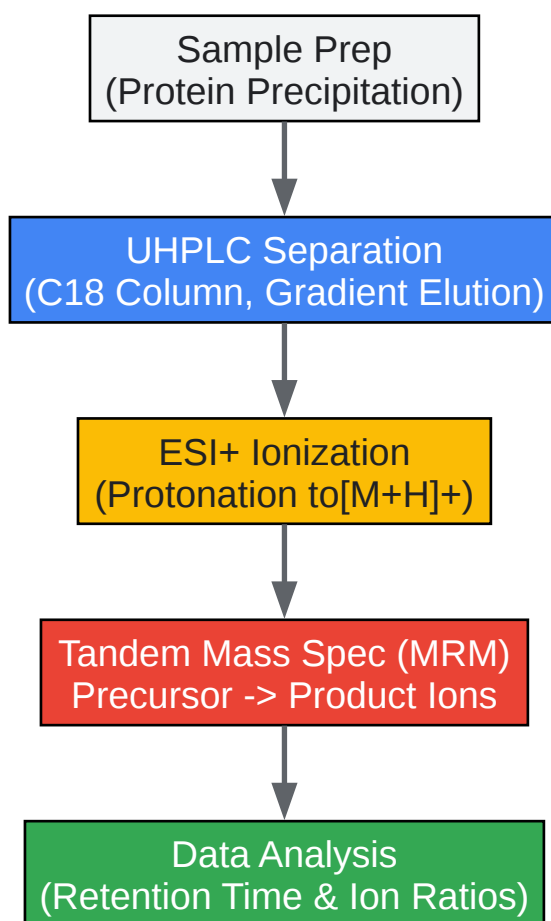 Sample Prep
(Protein Precipitation)
UHPLC Separation
(C18 Column, Gradient Elution)
ESI+ Ionization
(Protonation to[M+H]+)
Tandem Mass Spec (MRM)
Precursor -> Product Ions
Data Analysis
(Retention Time & Ion Ratios)